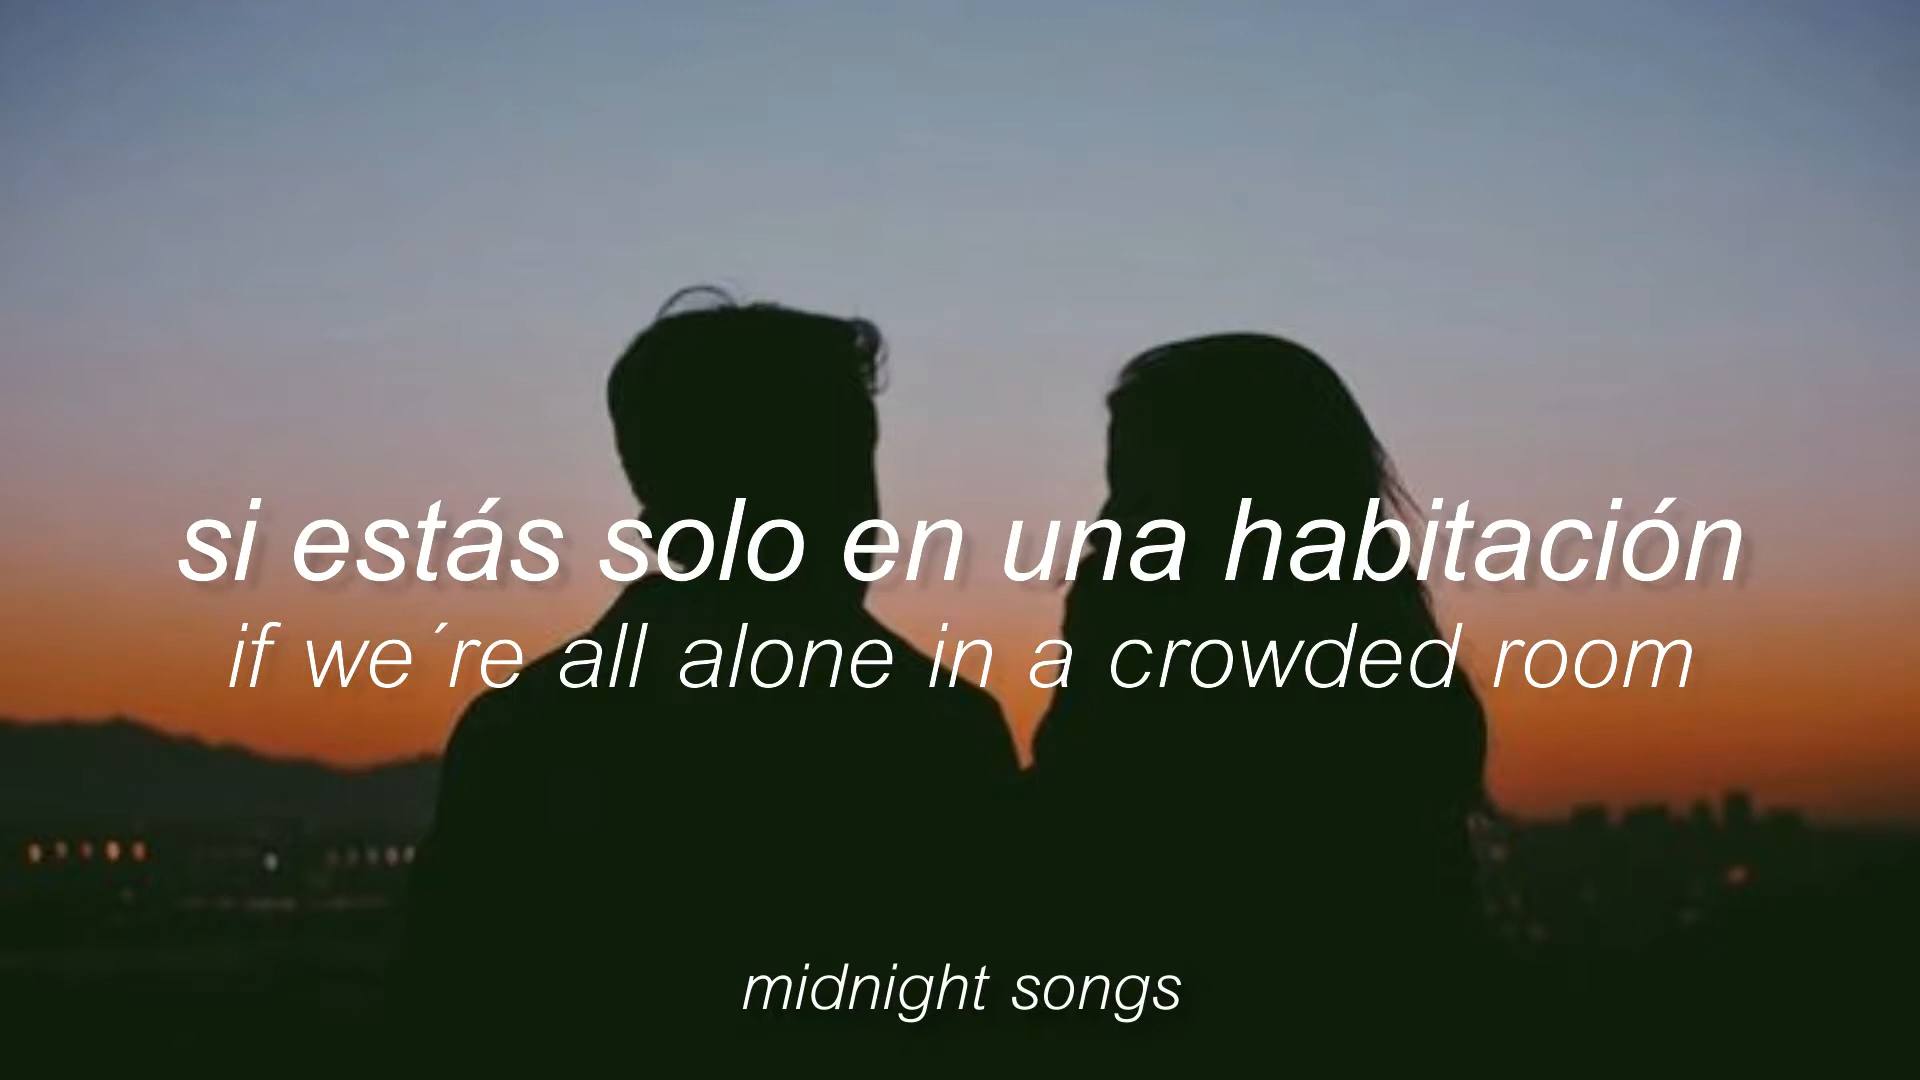 si estás solo en una habitación
if we´re all alone in a crowded room
midnight songs